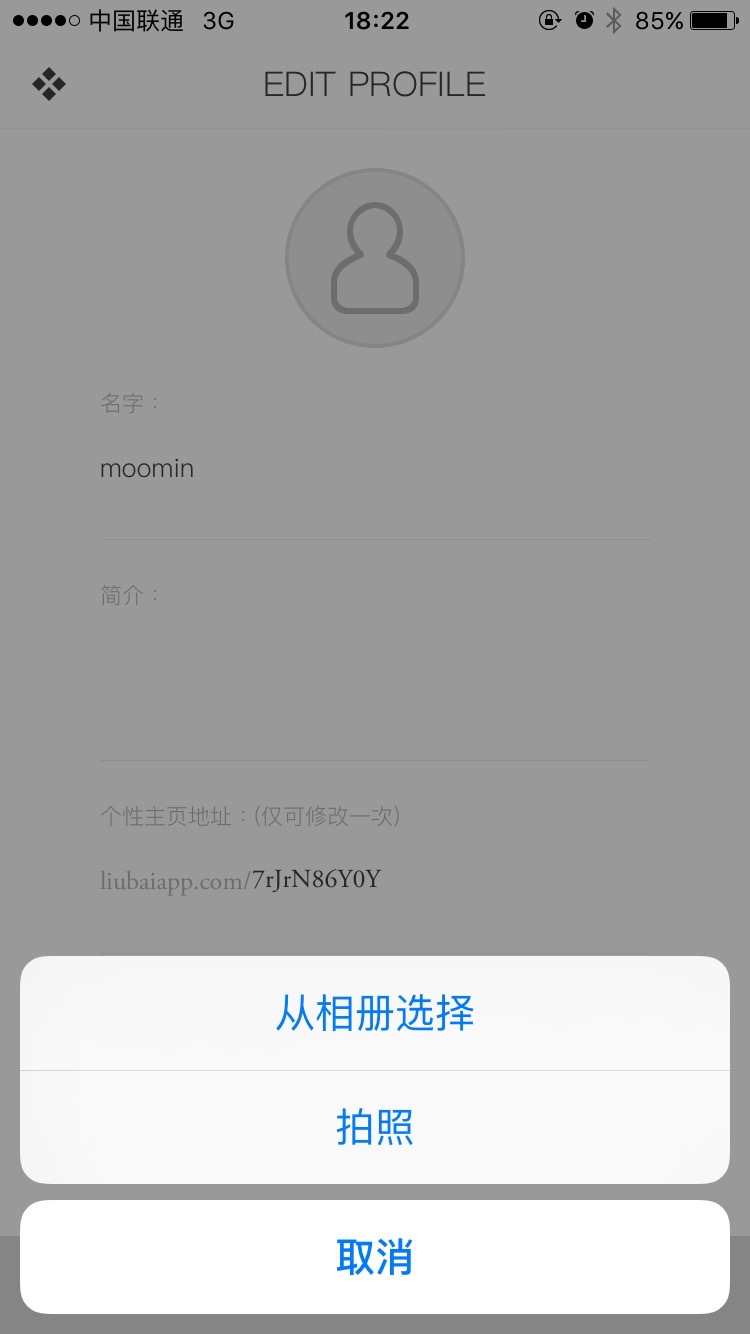 中国联通 3G 18:22 85%
EDIT PROFILE
名字：
moomin
简介：
个性主页地址：(仅可修改一次)
liubaiapp.com/7rJrN86Y0Y
从相册选择
拍照
取消